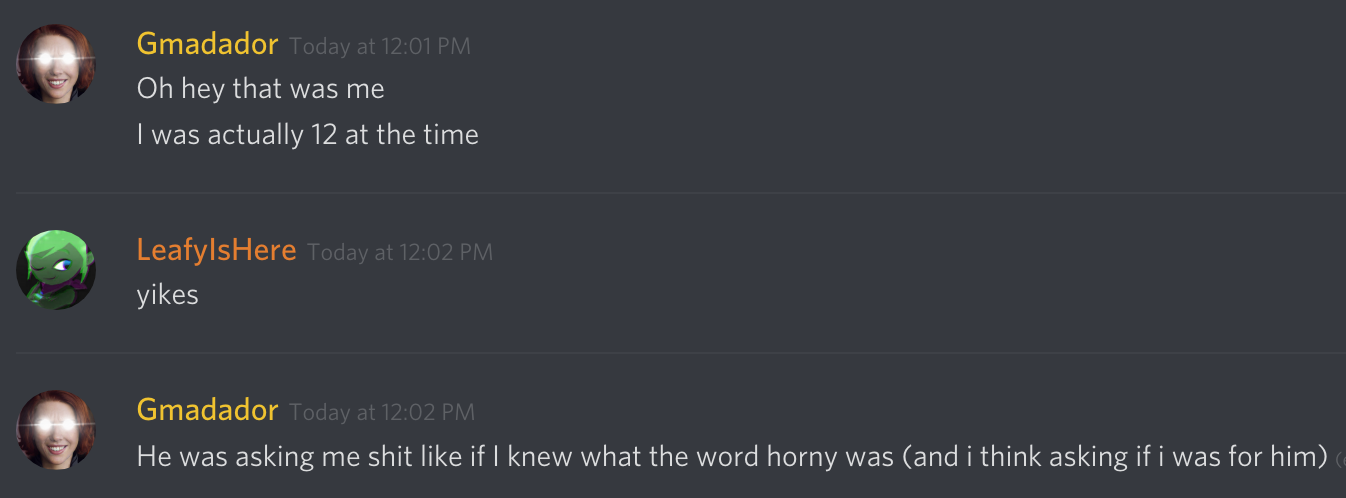 Gmadador Today at 12:01 PM
Oh hey that was me
I was actually 12 at the time
LeafyIsHere Today at 12:02 PM
yikes
Gmadador Today at 12:02 PM
He was asking me shit like if I knew what the word horny was (and i think asking if i was for him)